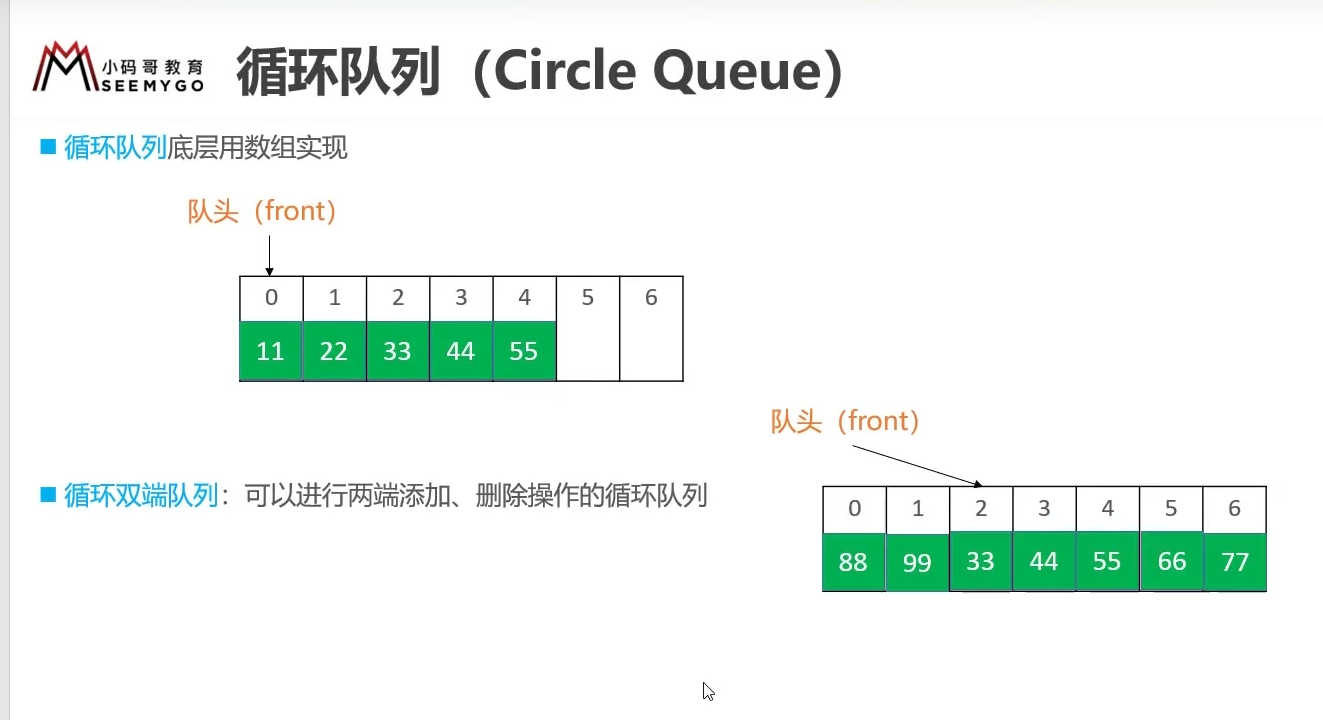 小码哥教育
SEEMYGO
循环队列（Circle Queue）
循环队列底层用数组实现
队头（front）
0 1 2 3 4 5 6
11 22 33 44 55
队头（front）
循环双端队列：可以进行两端添加、删除操作的循环队列
0 1 2 3 4 5 6
88 99 33 44 55 66 77